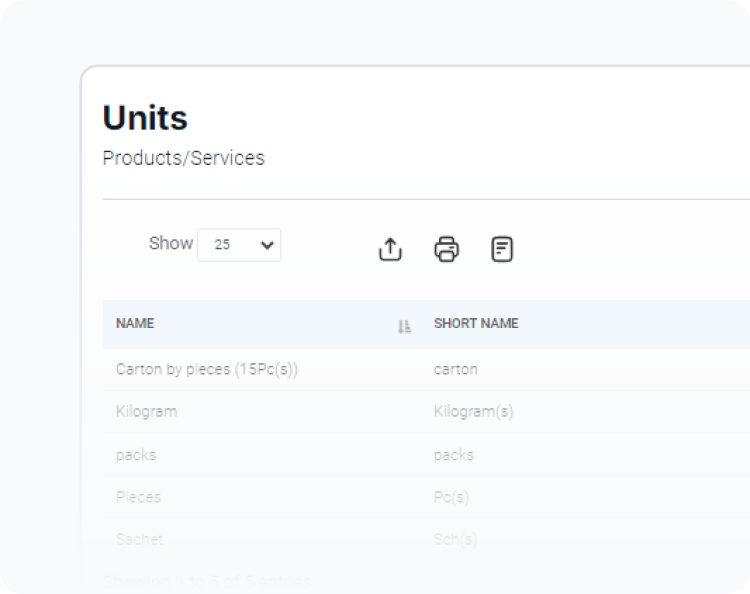 Units
Products/Services
Show 25
NAME SHORT NAME
Carton by pieces (15Pc(s)) carton
Kilogram Kilogram(s)
packs packs
Pieces Pc(s)
Sachet Sch(s)
Showing 1 to 5 of 5 entries